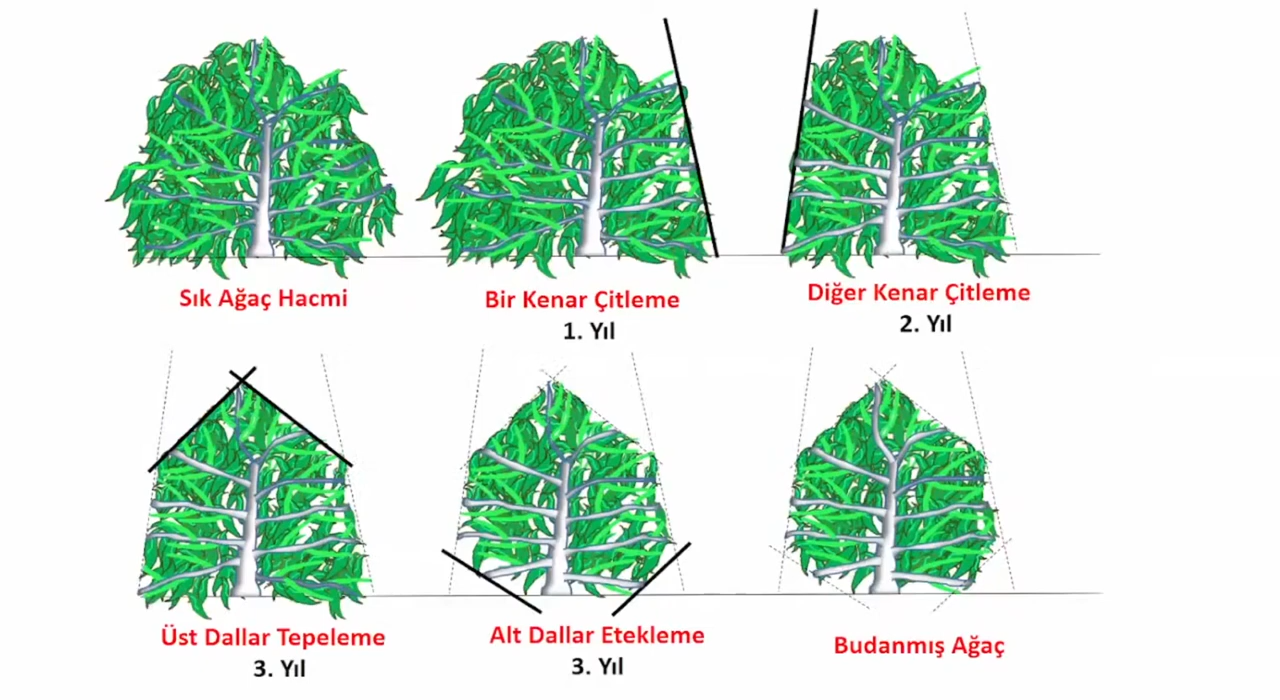 Sık Ağaç Hacmi
Bir Kenar Çitleme
1. Yıl
Diğer Kenar Çitleme
2. Yıl
Üst Dallar Tepeleme
3. Yıl
Alt Dallar Etekleme
3. Yıl
Budanmış Ağaç